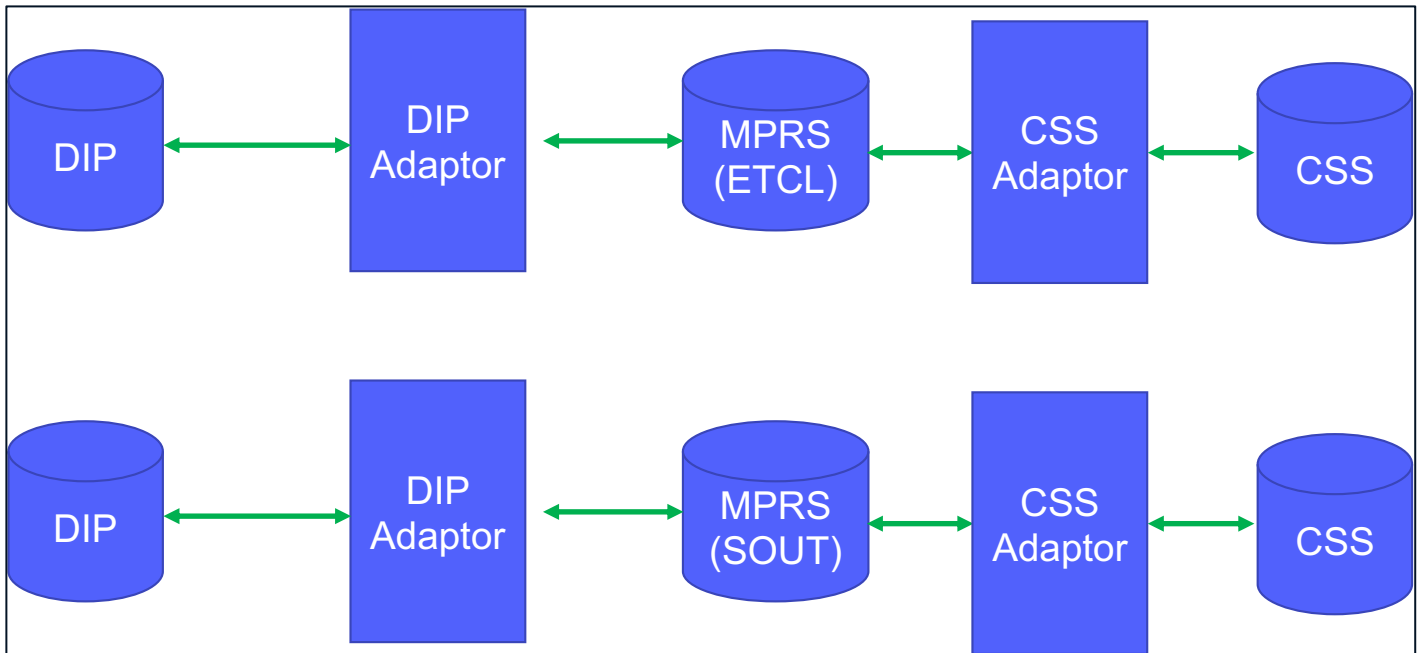 DIP
DIP
Adaptor
MPRS
(ETCL)
CSS
Adaptor
CSS
DIP
DIP
Adaptor
MPRS
(SOUT)
CSS
Adaptor
CSS